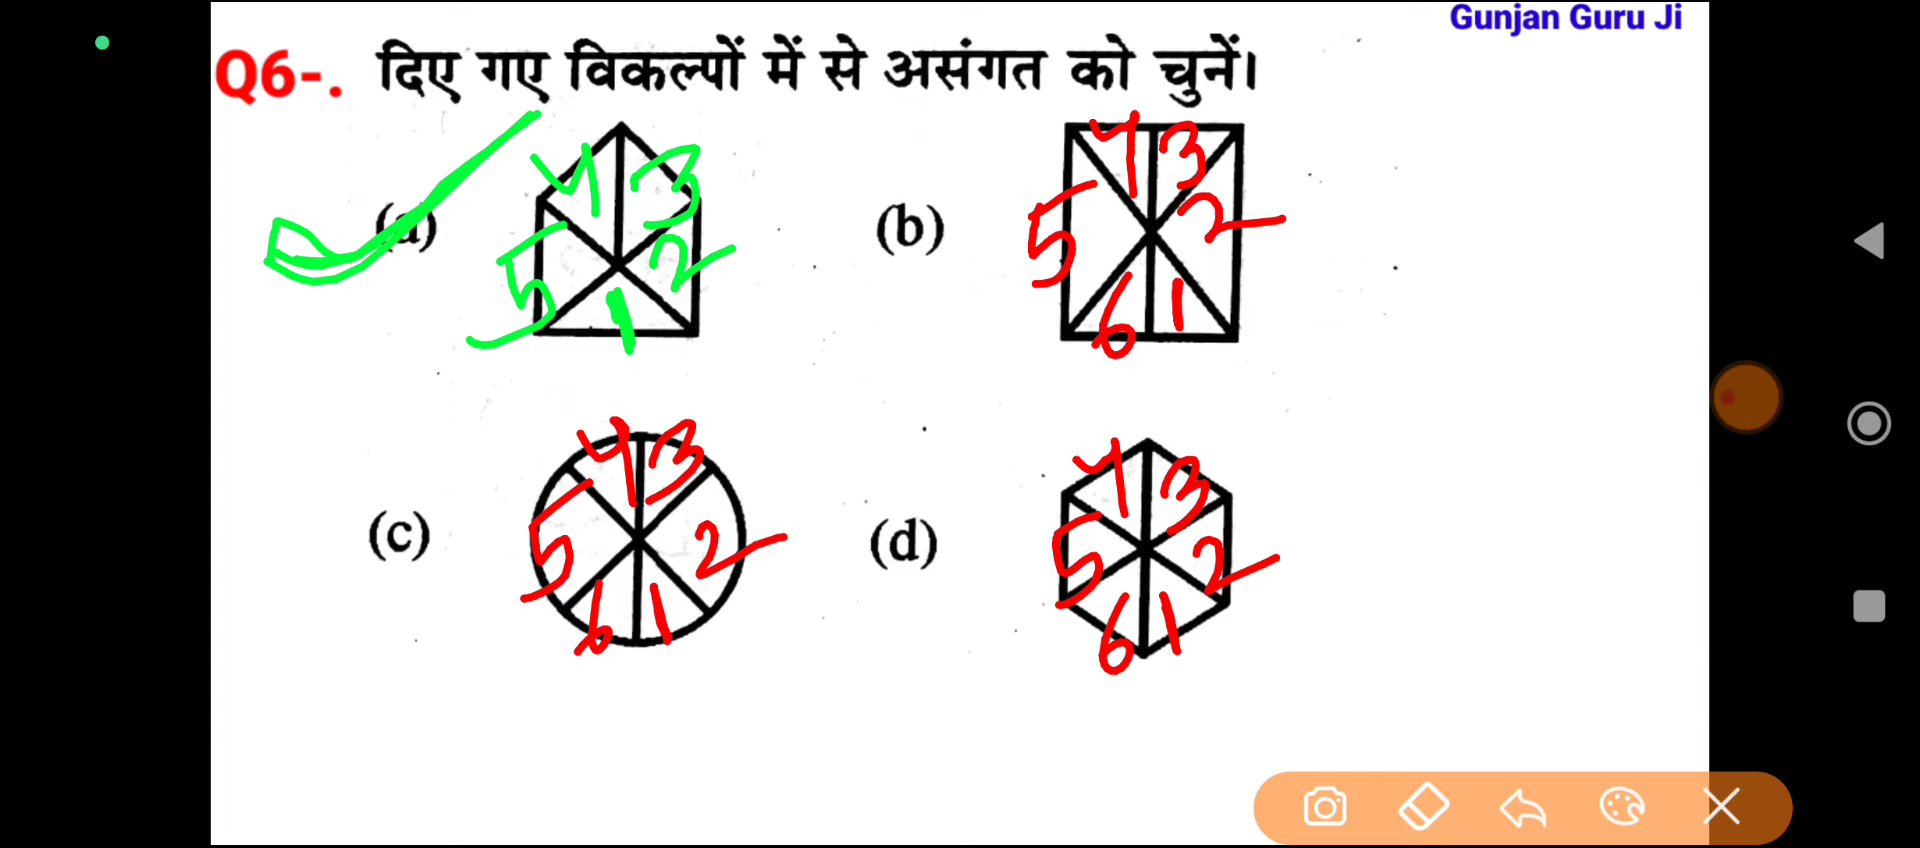 Gunjan Guru Ji
Q6-. दिए गए विकल्पों में से असंगत को चुनें।
(a) 4 3 5 2 1
(b) 4 3 5 2 6 1
(c) 4 3 5 2 6 1
(d) 4 3 5 2 6 1